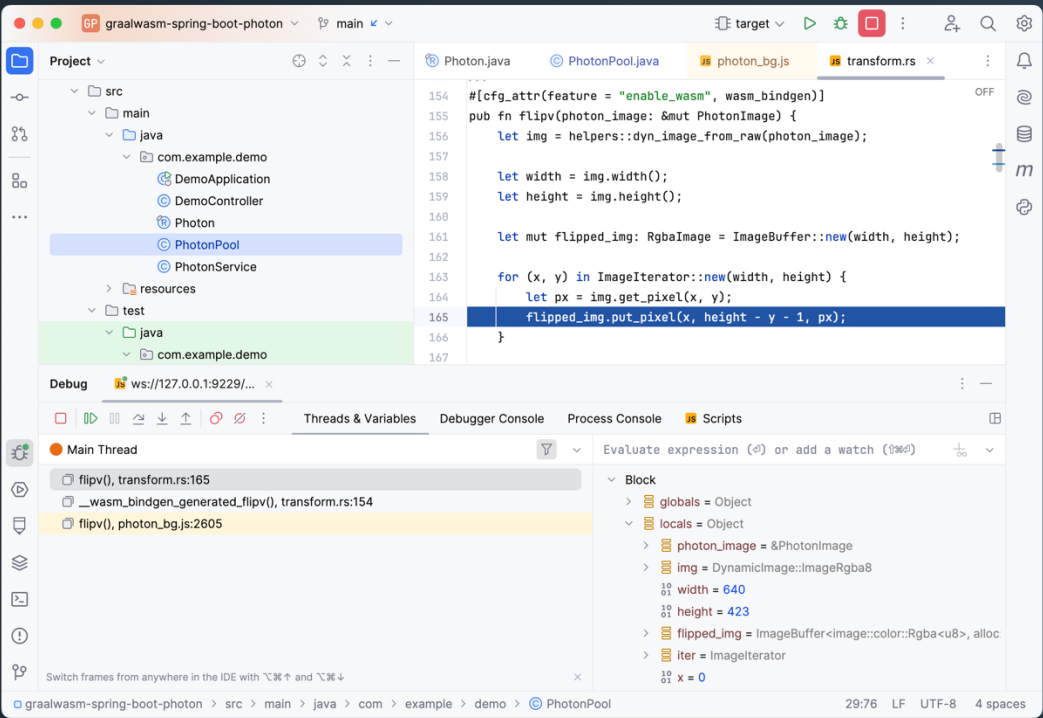 GP graalwasm-spring-boot-photon main target
Project
src
main
java
com.example.demo
DemoApplication
DemoController
Photon
PhotonPool
PhotonService
resources
test
java
com.example.demo
Photon.java PhotonPool.java JS photon_bg.js JS transform.rs
OFF
154 #[cfg_attr(feature = "enable_wasm", wasm_bindgen)]
155 pub fn flipv(photon_image: &mut PhotonImage) {
156 let img = helpers::dyn_image_from_raw(photon_image);
157
158 let width = img.width();
159 let height = img.height();
160
161 let mut flipped_img: RgbaImage = ImageBuffer::new(width, height);
162
163 for (x, y) in ImageIterator::new(width, height) {
164 let px = img.get_pixel(x, y);
165 flipped_img.put_pixel(x, height - y - 1, px);
166 }
167
m
Debug JS ws://127.0.0.1:9229/...
Threads & Variables Debugger Console Process Console JS Scripts
Main Thread
flipv(), transform.rs:165
__wasm_bindgen_generated_flipv(), transform.rs:154
flipv(), photon_bg.js:2605
Switch frames from anywhere in the IDE with ⌥⌘↑ and ⌥⌘↓
Evaluate expression (⏎) or add a watch (⇧⌘⏎)
Block
globals = Object
locals = Object
photon_image = &PhotonImage
img = DynamicImage::ImageRgba8
width = 640
height = 423
flipped_img = ImageBuffer<image::color::Rgba<u8>, alloc:
iter = ImageIterator
x = 0
graalwasm-spring-boot-photon > src > main > java > com > example > demo > PhotonPool 29:76 LF UTF-8 4 spaces